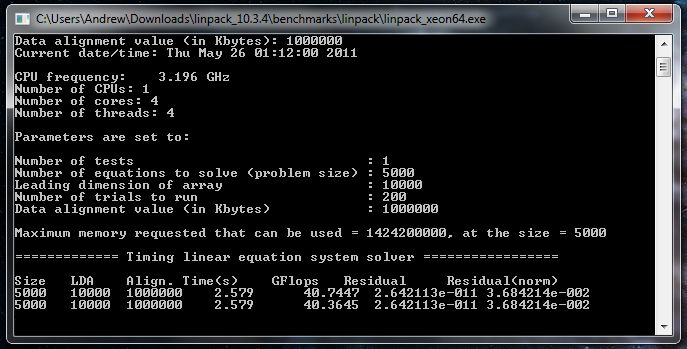 C:\Users\Andrew\Downloads\linpack_10.3.4\benchmarks\linpack\linpack_xeon64.exe
Data alignment value (in Kbytes): 1000000
Current date/time: Thu May 26 01:12:00 2011
CPU frequency:    3.196 GHz
Number of CPUs: 1
Number of cores: 4
Number of threads: 4
Parameters are set to:
Number of tests                             : 1
Number of equations to solve (problem size) : 5000
Leading dimension of array                  : 10000
Number of trials to run                     : 200
Data alignment value (in Kbytes)            : 1000000
Maximum memory requested that can be used = 1424200000, at the size = 5000
============= Timing linear equation system solver =================
Size   LDA    Align. Time(s)    GFlops   Residual     Residual(norm)
5000   10000  1000000    2.579      40.7447  2.642113e-011 3.684214e-002
5000   10000  1000000    2.579      40.3645  2.642113e-011 3.684214e-002